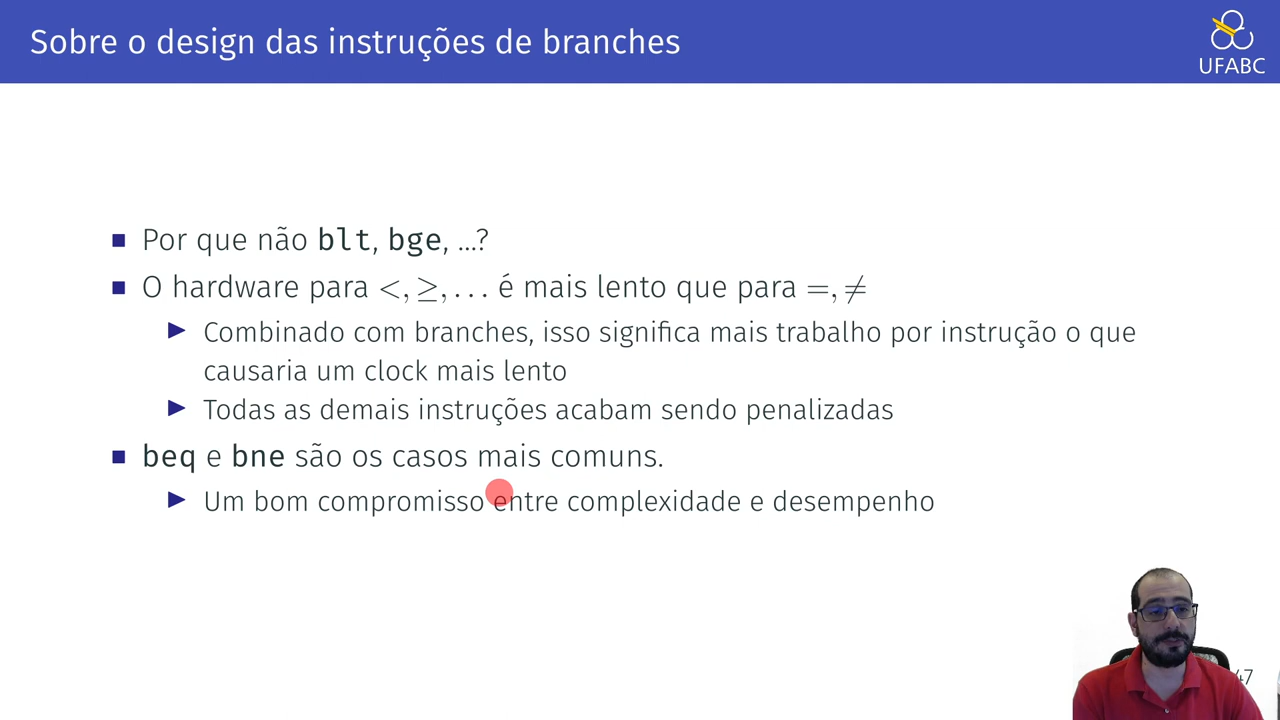 Sobre o design das instruções de branches
UFABC
Por que não blt, bge, ...?
O hardware para <, ≥, . . . é mais lento que para =, ≠
Combinado com branches, isso significa mais trabalho por instrução o que
causaria um clock mais lento
Todas as demais instruções acabam sendo penalizadas
beq e bne são os casos mais comuns.
Um bom compromisso entre complexidade e desempenho
47